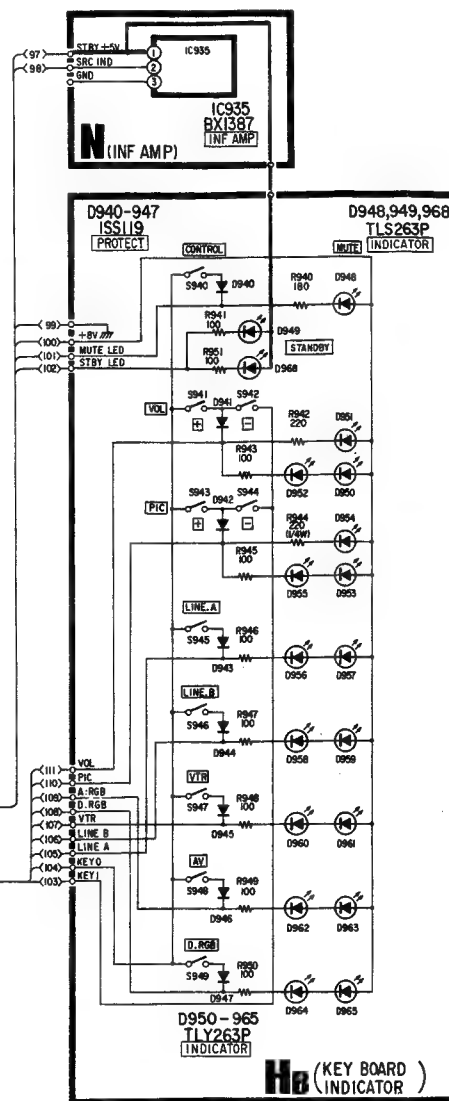 (97) STBY +5V 1 IC935
(98) SRC IND 2
GND 3
IC935
BX1387
INF AMP
N (INF AMP)
D940-947
ISS119
PROTECT
D948,949,968
TLS263P
INDICATOR
CONTROL
MUTE
S940 D940
R940
180
D948
R941
100
D949
(99)
(100) +8V
(101) MUTE LED
(102) STBY LED
R951
100
STANDBY
D968
VOL
S941 D941 S942
+ −
R942
220
D951
R943
100
D952 D950
PIC
S943 D942 S944
+ −
R944
220
(1/4W)
D954
R945
100
D955 D953
LINE.A
S945
R946
100
D943 D956 D957
LINE.B
S946
R947
100
D944 D958 D959
VTR
S947
R948
100
D945 D960 D961
(111) VOL
(110) PIC
(109) A.RGB
(108) D.RGB
(107) VTR
(106) LINE B
(105) LINE A
(104) KEY0
(103) KEY1
AV
S948
R949
100
D946 D962 D963
D.RGB
S949
R950
100
D947 D964 D965
D950-965
TLY263P
INDICATOR
HB (KEY BOARD INDICATOR)